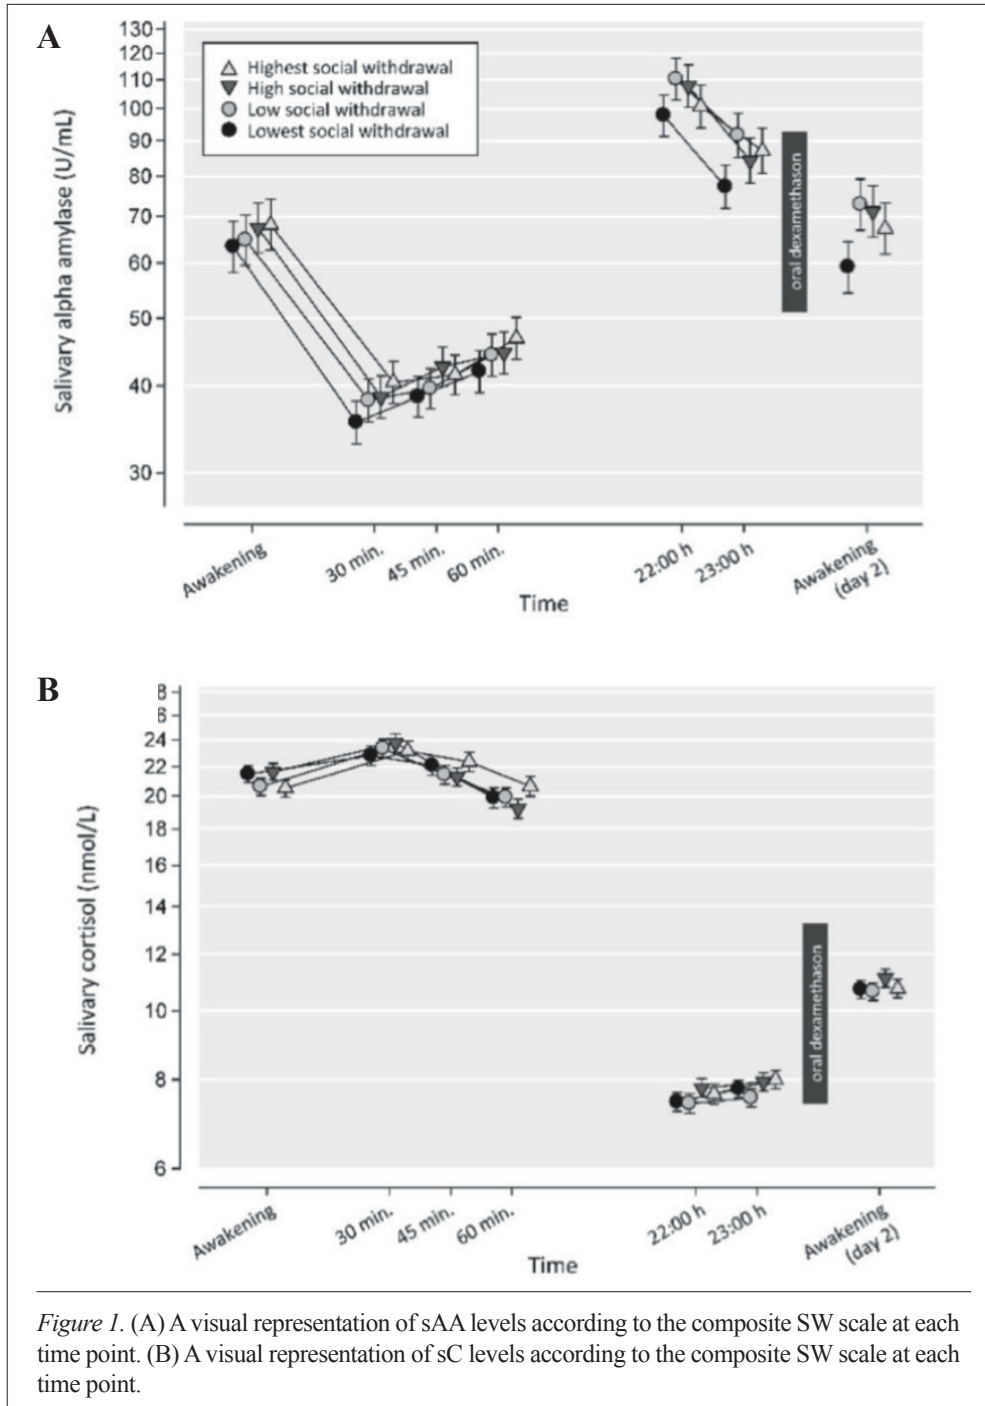 A
130
120
110
100
90
80
70
60
50
40
30
Salivary alpha amylase (U/mL)
Highest social withdrawal
High social withdrawal
Low social withdrawal
Lowest social withdrawal
oral dexamethason
Awakening
30 min.
45 min.
60 min.
22:00 h
23:00 h
Awakening
(day 2)
Time
B
8
6
24
22
20
18
16
14
12
10
8
6
Salivary cortisol (nmol/L)
oral dexamethason
Awakening
30 min.
45 min.
60 min.
22:00 h
23:00 h
Awakening
(day 2)
Time
Figure 1. (A) A visual representation of sAA levels according to the composite SW scale at each
time point. (B) A visual representation of sC levels according to the composite SW scale at each
time point.